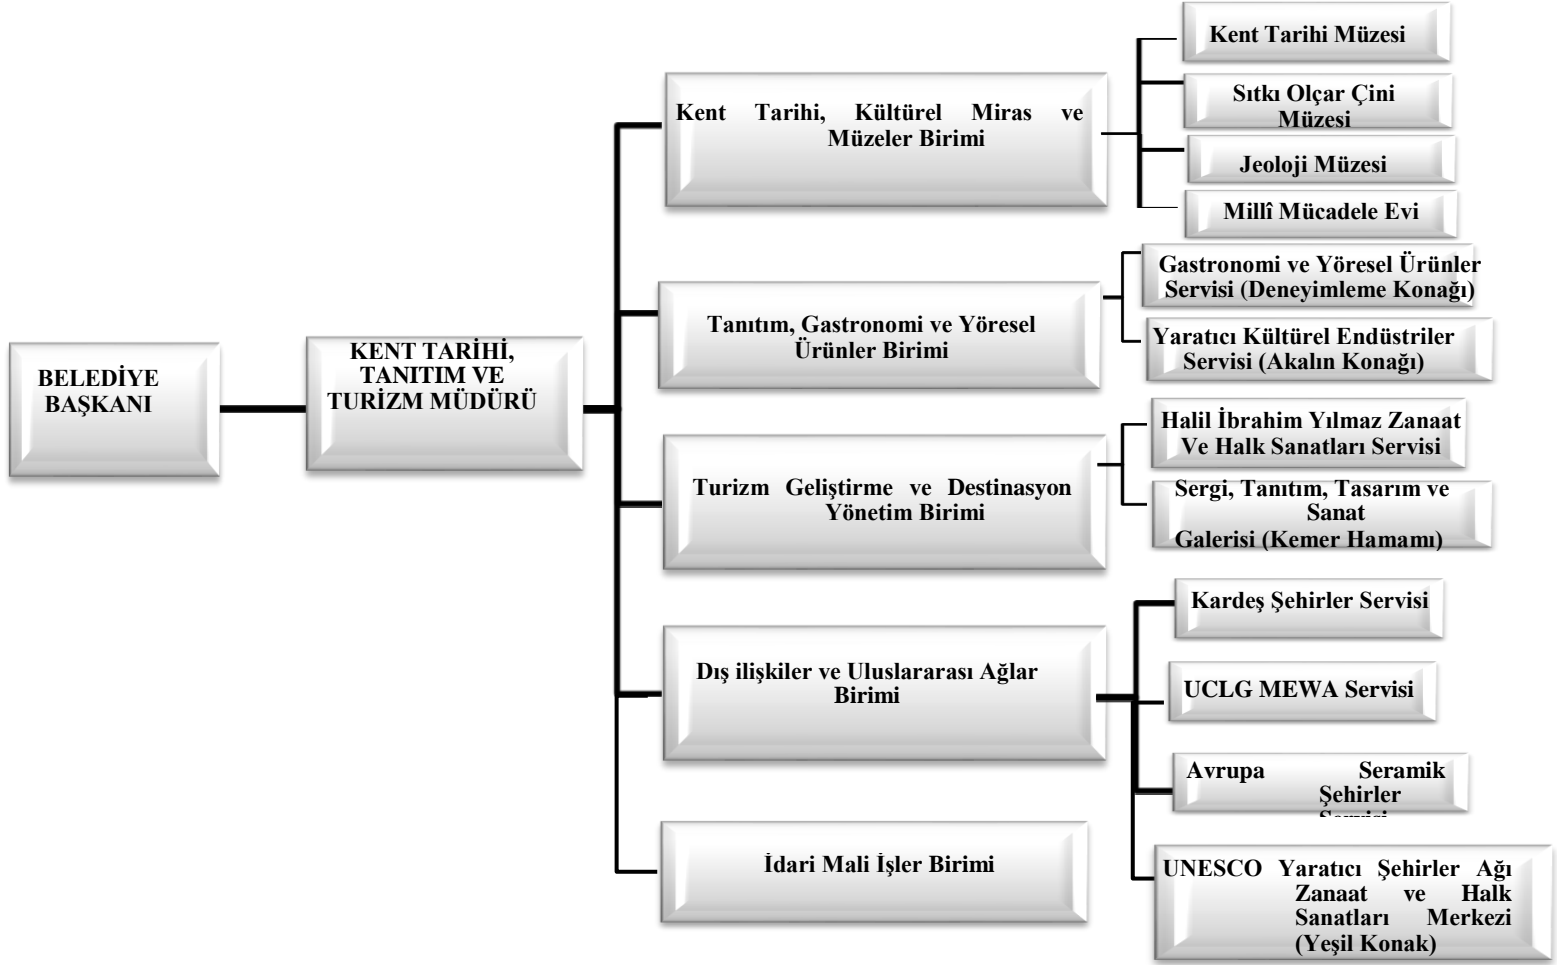 BELEDİYE
BAŞKANI
KENT TARİHİ,
TANITIM VE
TURİZM MÜDÜRÜ
Kent Tarihi, Kültürel Miras ve
Müzeler Birimi
Kent Tarihi Müzesi
Sıtkı Olçar Çini
Müzesi
Jeoloji Müzesi
Millî Mücadele Evi
Tanıtım, Gastronomi ve Yöresel
Ürünler Birimi
Gastronomi ve Yöresel Ürünler
Servisi (Deneyimleme Konağı)
Yaratıcı Kültürel Endüstriler
Servisi (Akalın Konağı)
Turizm Geliştirme ve Destinasyon
Yönetim Birimi
Halil İbrahim Yılmaz Zanaat
Ve Halk Sanatları Servisi
Sergi, Tanıtım, Tasarım ve
Sanat
Galerisi (Kemer Hamamı)
Dış ilişkiler ve Uluslararası Ağlar
Birimi
Kardeş Şehirler Servisi
UCLG MEWA Servisi
Avrupa Seramik
Şehirler
UNESCO Yaratıcı Şehirler Ağı
Zanaat ve Halk
Sanatları Merkezi
(Yeşil Konak)
İdari Mali İşler Birimi